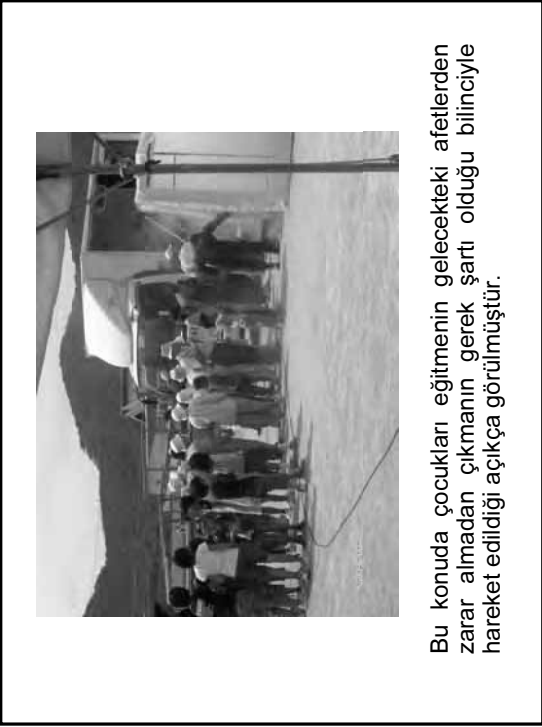 Bu konuda çocukları eğitmenin gelecekteki afetlerden
zarar almadan çıkmanın gerek şartı olduğu bilinciyle
hareket edildiği açıkça görülmüştür.